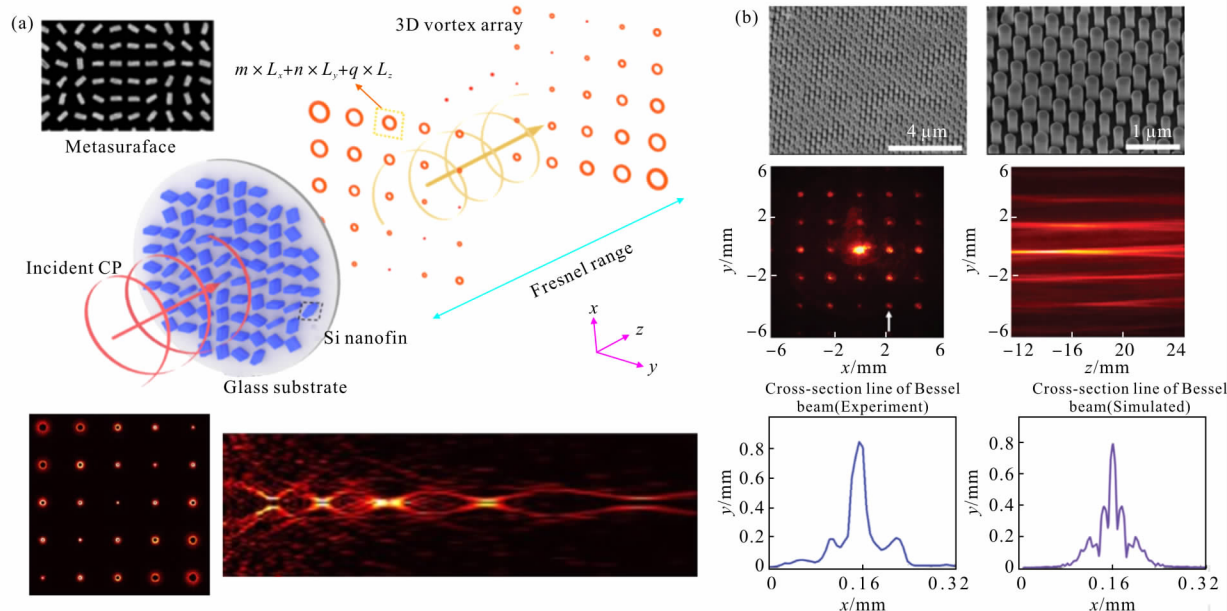 (a)
3D vortex array
m × Lx+n × Ly+q × Lz
Metasuraface
Incident CP
Fresnel range
Si nanofin
Glass substrate
x
z
y
(b)
4 μm
1 μm
6
2
−2
−6
y/mm
−6
−2
0
2
6
x/mm
6
2
−2
−6
y/mm
−12
−16
20
24
z/mm
Cross-section line of Bessel
beam(Experiment)
0.8
0.6
0.4
0.2
0
y/mm
0
0.16
0.32
x/mm
Cross-section line of Bessel
beam(Simulated)
0.8
0.6
0.4
0.2
0
y/mm
0
0.16
0.32
x/mm